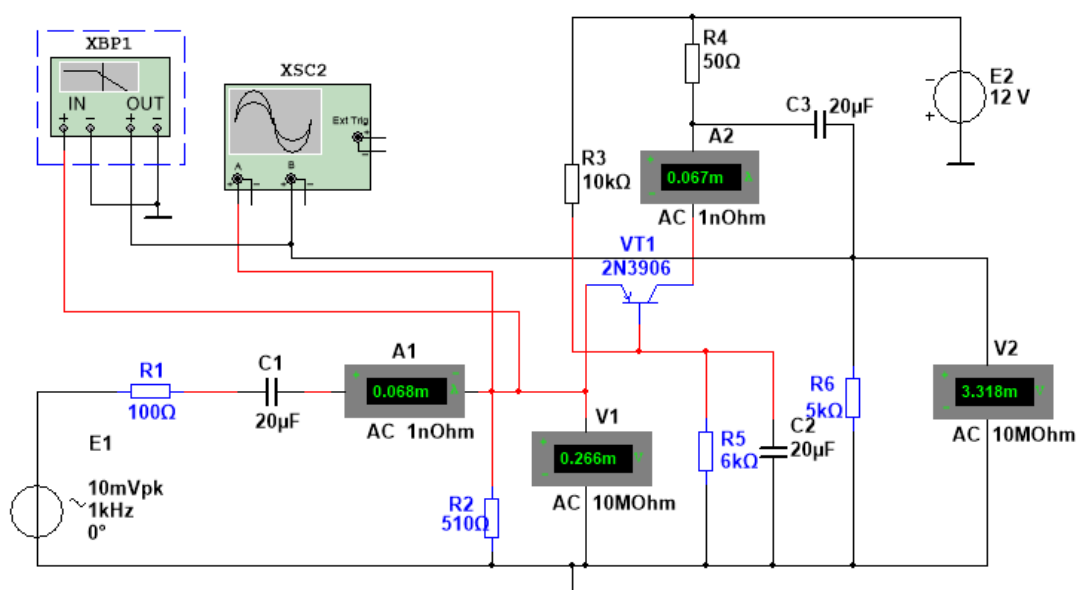 XBP1
IN OUT
XSC2
Ext Trig
A
B
R4
50Ω
C3
20µF
E2
12 V
A2
0.067m A
AC 1nOhm
R3
10kΩ
VT1
2N3906
R1
100Ω
C1
20µF
A1
0.068m A
AC 1nOhm
V1
0.266m V
AC 10MOhm
R2
510Ω
R5
6kΩ
C2
20µF
R6
5kΩ
V2
3.318m V
AC 10MOhm
E1
10mVpk
1kHz
0°